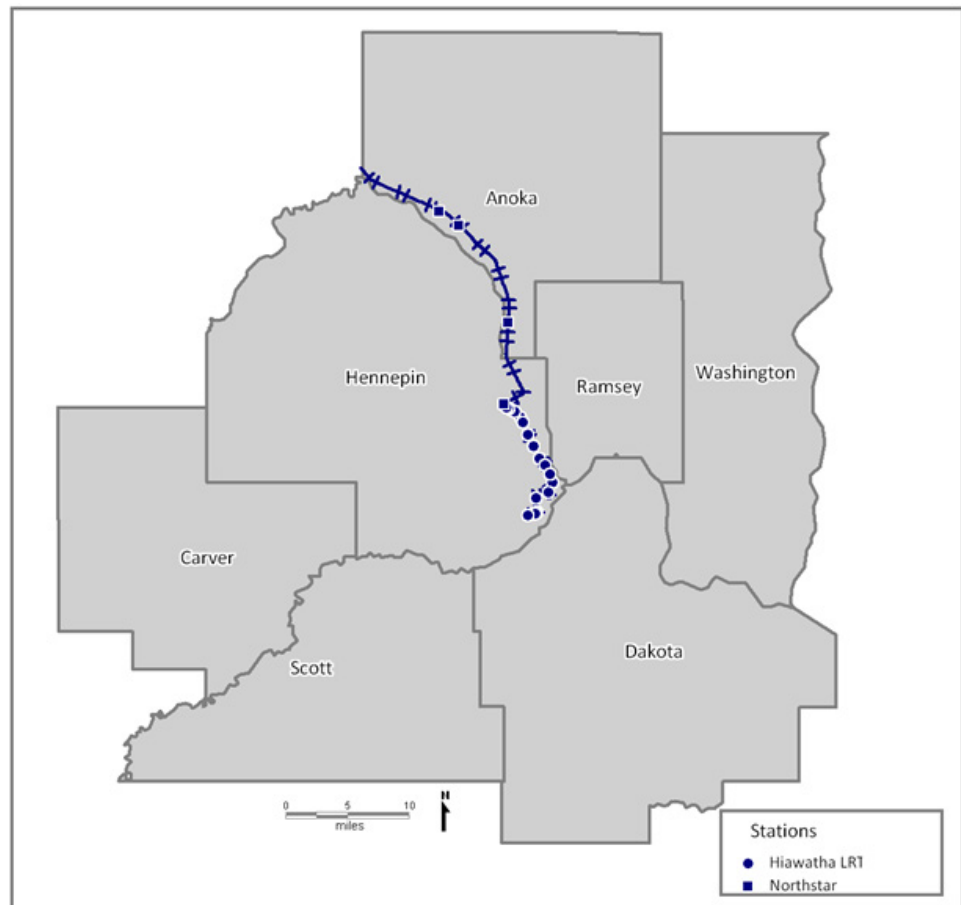 Anoka
Hennepin
Ramsey
Washington
Carver
Scott
Dakota
N
0 5 10
miles
Stations
Hiawatha LRT
Northstar